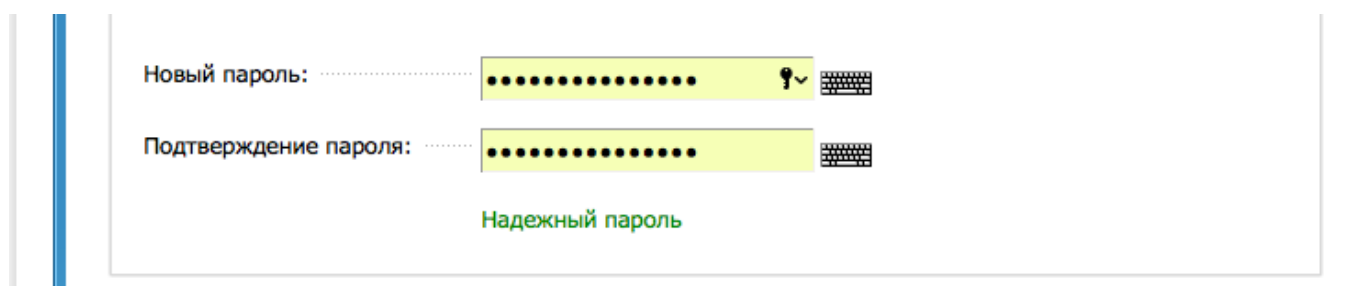 Новый пароль: •••••••••••••••
Подтверждение пароля: •••••••••••••••
Надежный пароль